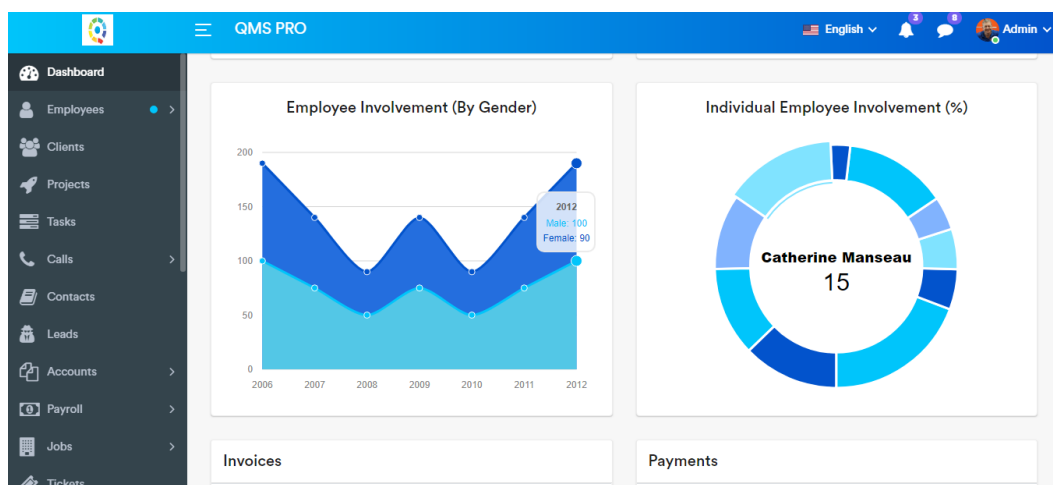 QMS PRO
English
3
8
Admin
Dashboard
Employees
Clients
Projects
Tasks
Calls
Contacts
Leads
Accounts
Payroll
Jobs
Tickets
Employee Involvement (By Gender)
200
150
100
50
0
2006 2007 2008 2009 2010 2011 2012
2012
Male: 100
Female: 90
Individual Employee Involvement (%)
Catherine Manseau
15
Invoices
Payments